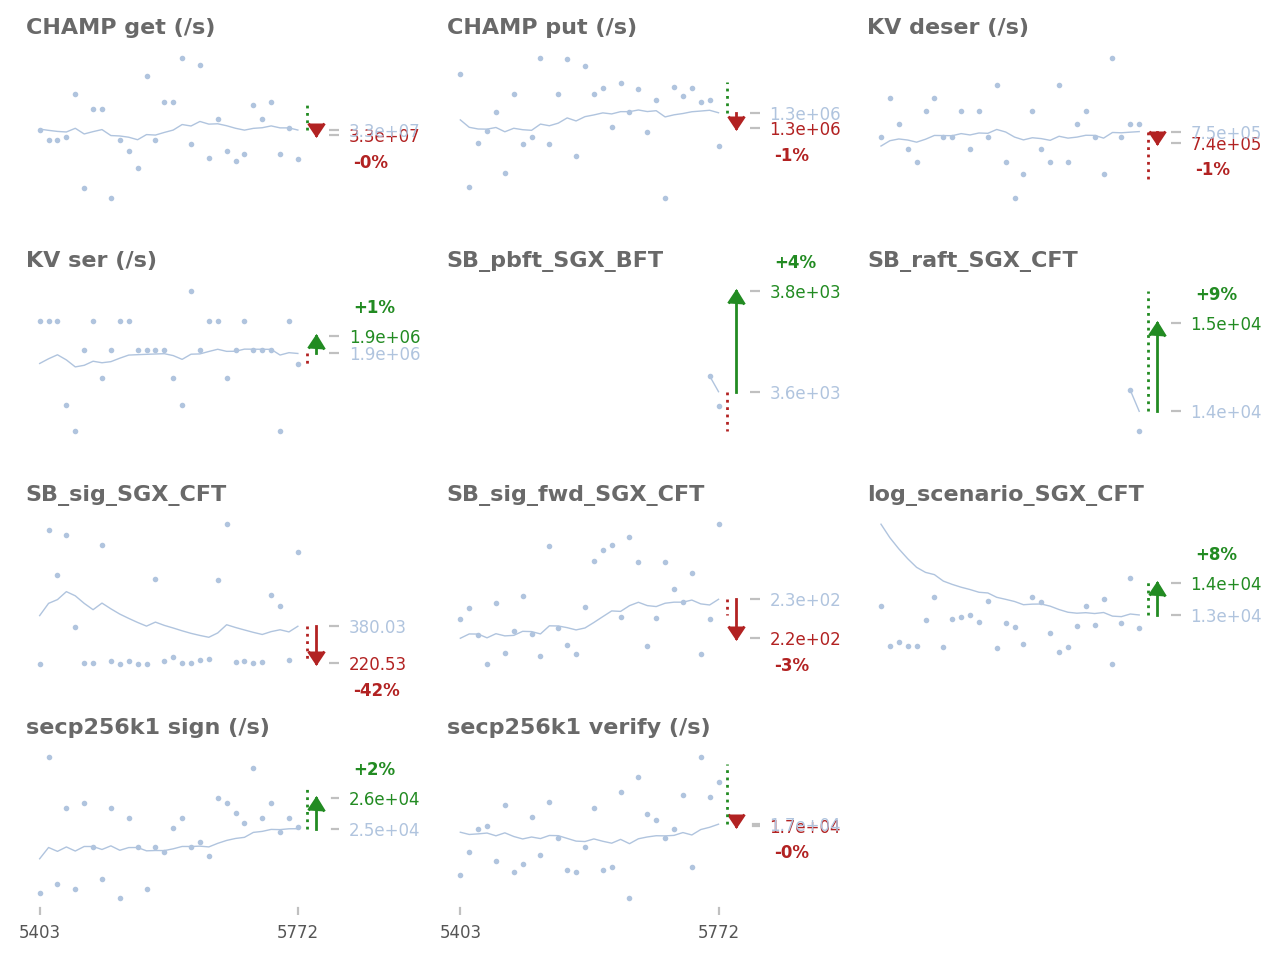 CHAMP get (/s)
3.3e+07
3.3e+07
-0%
CHAMP put (/s)
1.3e+06
1.3e+06
-1%
KV deser (/s)
7.5e+05
7.4e+05
-1%
KV ser (/s)
+1%
1.9e+06
1.9e+06
SB_pbft_SGX_BFT
+4%
3.8e+03
3.6e+03
SB_raft_SGX_CFT
+9%
1.5e+04
1.4e+04
SB_sig_SGX_CFT
380.03
220.53
-42%
SB_sig_fwd_SGX_CFT
2.3e+02
2.2e+02
-3%
log_scenario_SGX_CFT
+8%
1.4e+04
1.3e+04
secp256k1 sign (/s)
+2%
2.6e+04
2.5e+04
5403
5772
secp256k1 verify (/s)
1.7e+04
1.7e+04
-0%
5403
5772